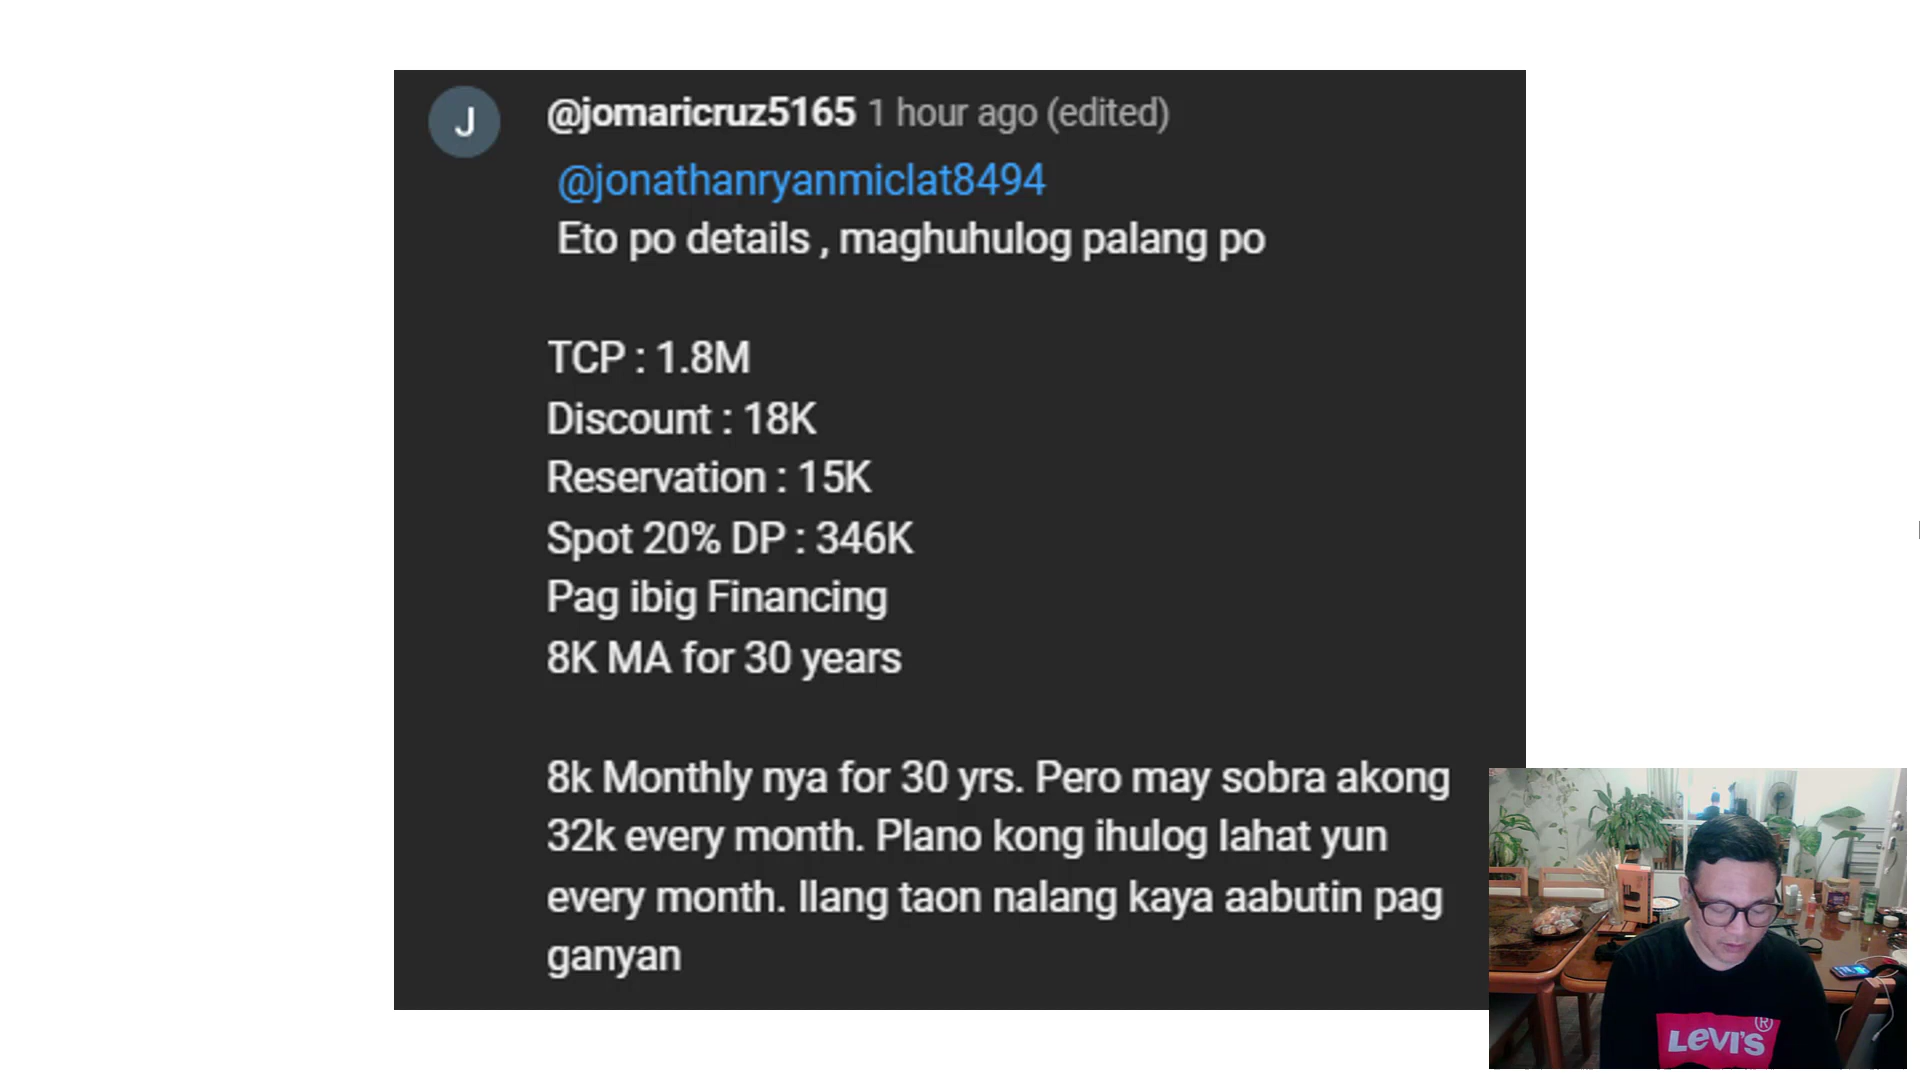 J
@jomaricruz5165 1 hour ago (edited)
@jonathanryanmiclat8494
Eto po details , maghuhulog palang po
TCP : 1.8M
Discount : 18K
Reservation : 15K
Spot 20% DP : 346K
Pag ibig Financing
8K MA for 30 years
8k Monthly nya for 30 yrs. Pero may sobra akong
32k every month. Plano kong ihulog lahat yun
every month. Ilang taon nalang kaya aabutin pag
ganyan
LEVI'S ®